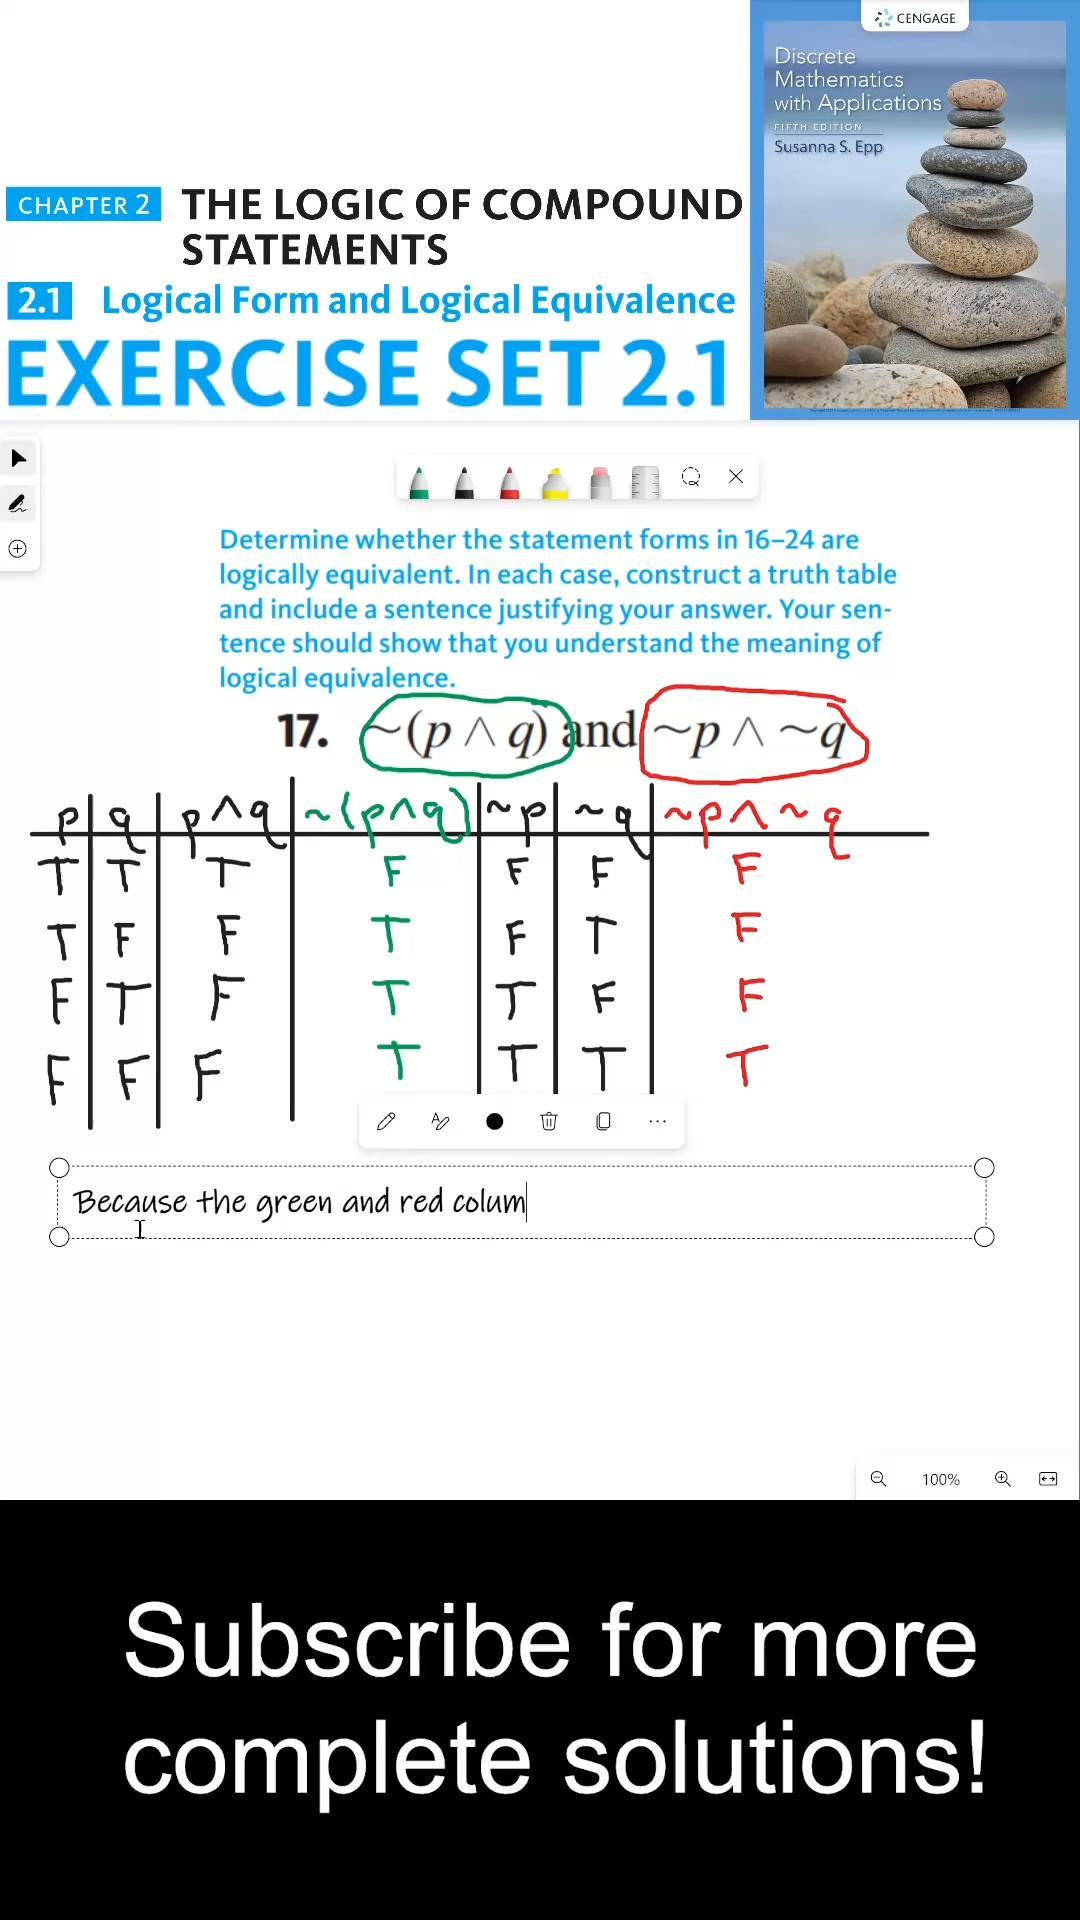 CENGAGE
Discrete
Mathematics
with Applications
FIFTH EDITION
Susanna S. Epp
CHAPTER 2 THE LOGIC OF COMPOUND
STATEMENTS
2.1 Logical Form and Logical Equivalence
EXERCISE SET 2.1
Determine whether the statement forms in 16–24 are
logically equivalent. In each case, construct a truth table
and include a sentence justifying your answer. Your sen-
tence should show that you understand the meaning of
logical equivalence.
17. ~(p ∧ q) and ~p ∧ ~q
p q p∧q ~(p∧q) ~p ~q ~p∧~q
T T T F F F F
T F F T F T F
F T F T T F F
F F F T T T T
Because the green and red colum
100%
Subscribe for more
complete solutions!